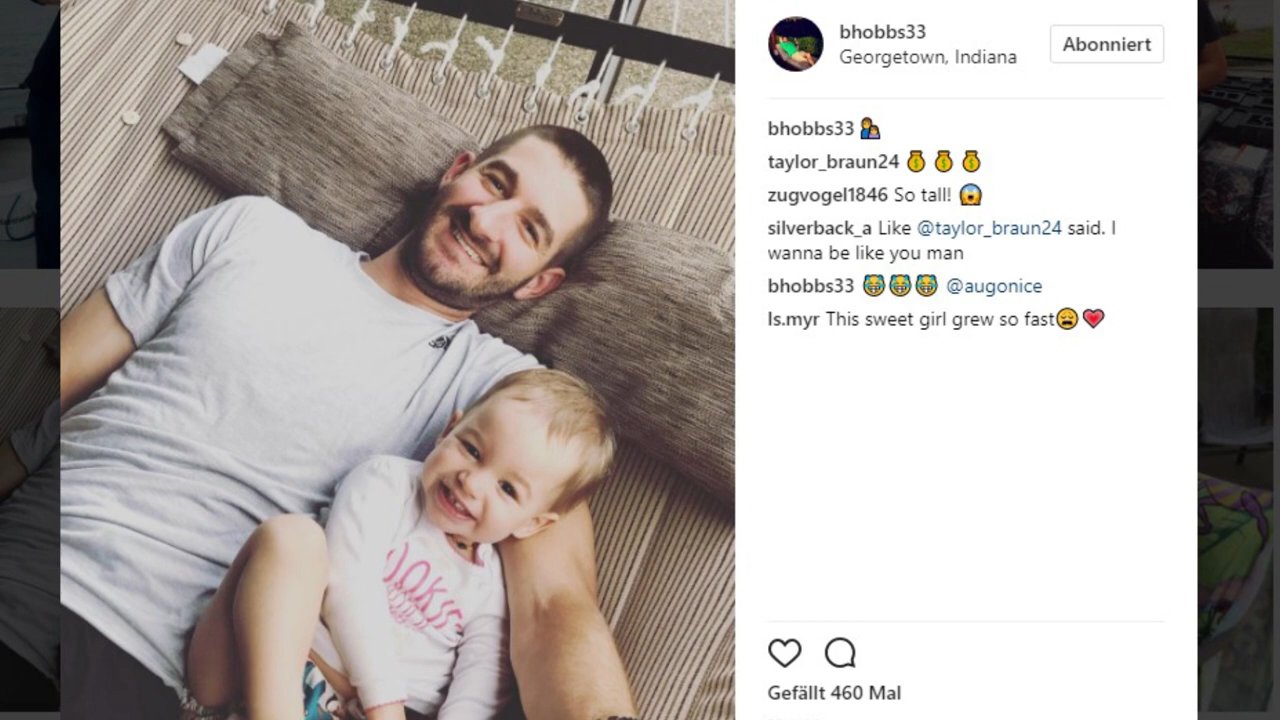 bhobbs33
Georgetown, Indiana
Abonniert
bhobbs33 👩‍👧
taylor_braun24 💰 💰 💰
zugvogel1846 So tall! 😱
silverback_a Like @taylor_braun24 said. I
wanna be like you man
bhobbs33 😹😹😹 @augonice
ls.myr This sweet girl grew so fast😩❤️
Gefällt 460 Mal